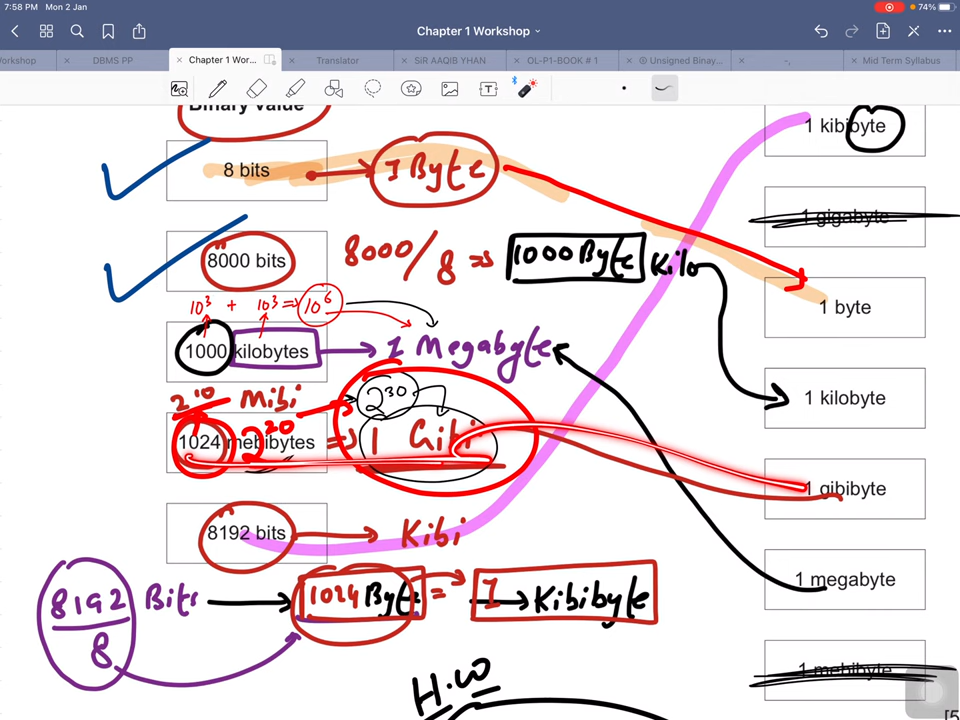 7:58 PM Mon 2 Jan
74%
Chapter 1 Workshop
orkshop
DBMS PP
Chapter 1 Wor...
Translator
SIR AAQIB YHAN
OL-P1-BOOK # 1
Unsigned Binay...
-,
Mid Term Syllabus
Binary value
8 bits → 1 Byte
1 kibibyte
1 gigabyte
8000 bits 8000/8 => 1000 Byte Kilo
1 byte
10³ + 10³ => 10⁶
1000 kilobytes → 1 Megabyte
1 kilobyte
2¹⁰ Mibi 2³⁰
1024 mebibytes 2²⁰ => 1 Gibi
1 gibibyte
8192 bits → Kibi
1 megabyte
8192/8 Bits → 1024 Byte = 1 → Kibibyte
1 mebibyte
H.W
[5